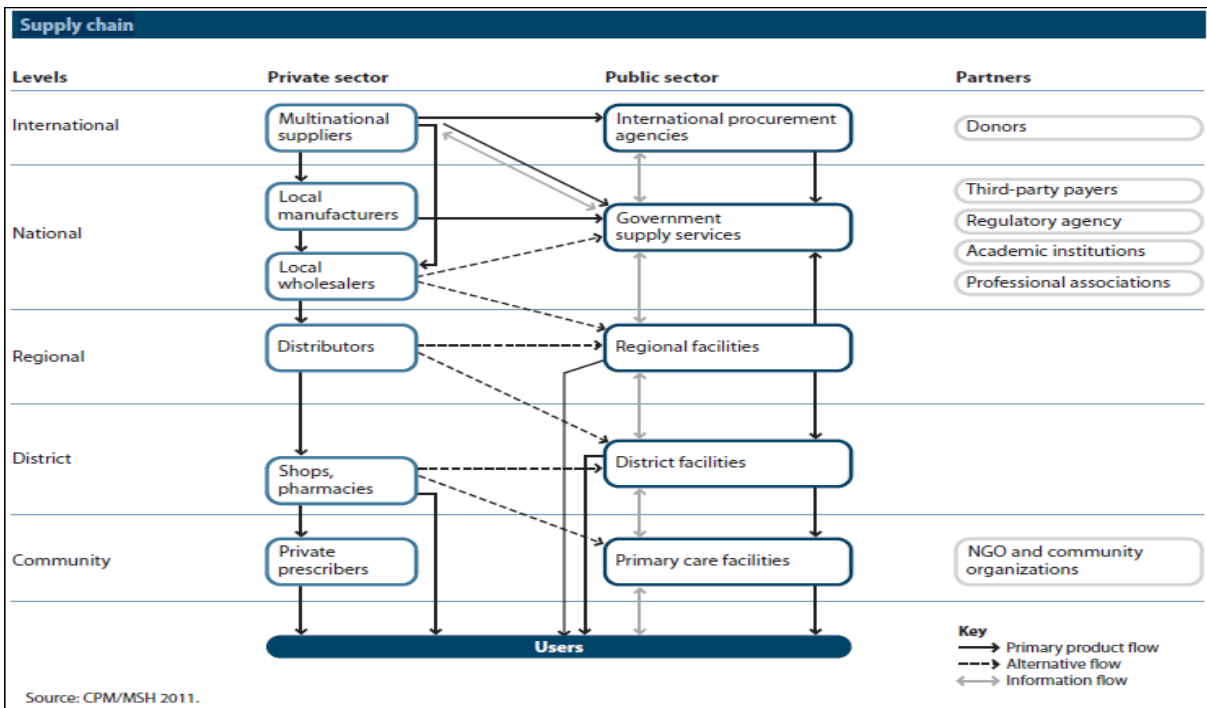 Supply chain
Levels
Private sector
Public sector
Partners
International
Multinational
suppliers
International procurement
agencies
Donors
National
Local
manufacturers
Local
wholesalers
Government
supply services
Third-party payers
Regulatory agency
Academic institutions
Professional associations
Regional
Distributors
Regional facilities
District
Shops,
pharmacies
District facilities
Community
Private
prescribers
Primary care facilities
NGO and community
organizations
Users
Key
Primary product flow
Alternative flow
Information flow
Source: CPM/MSH 2011.